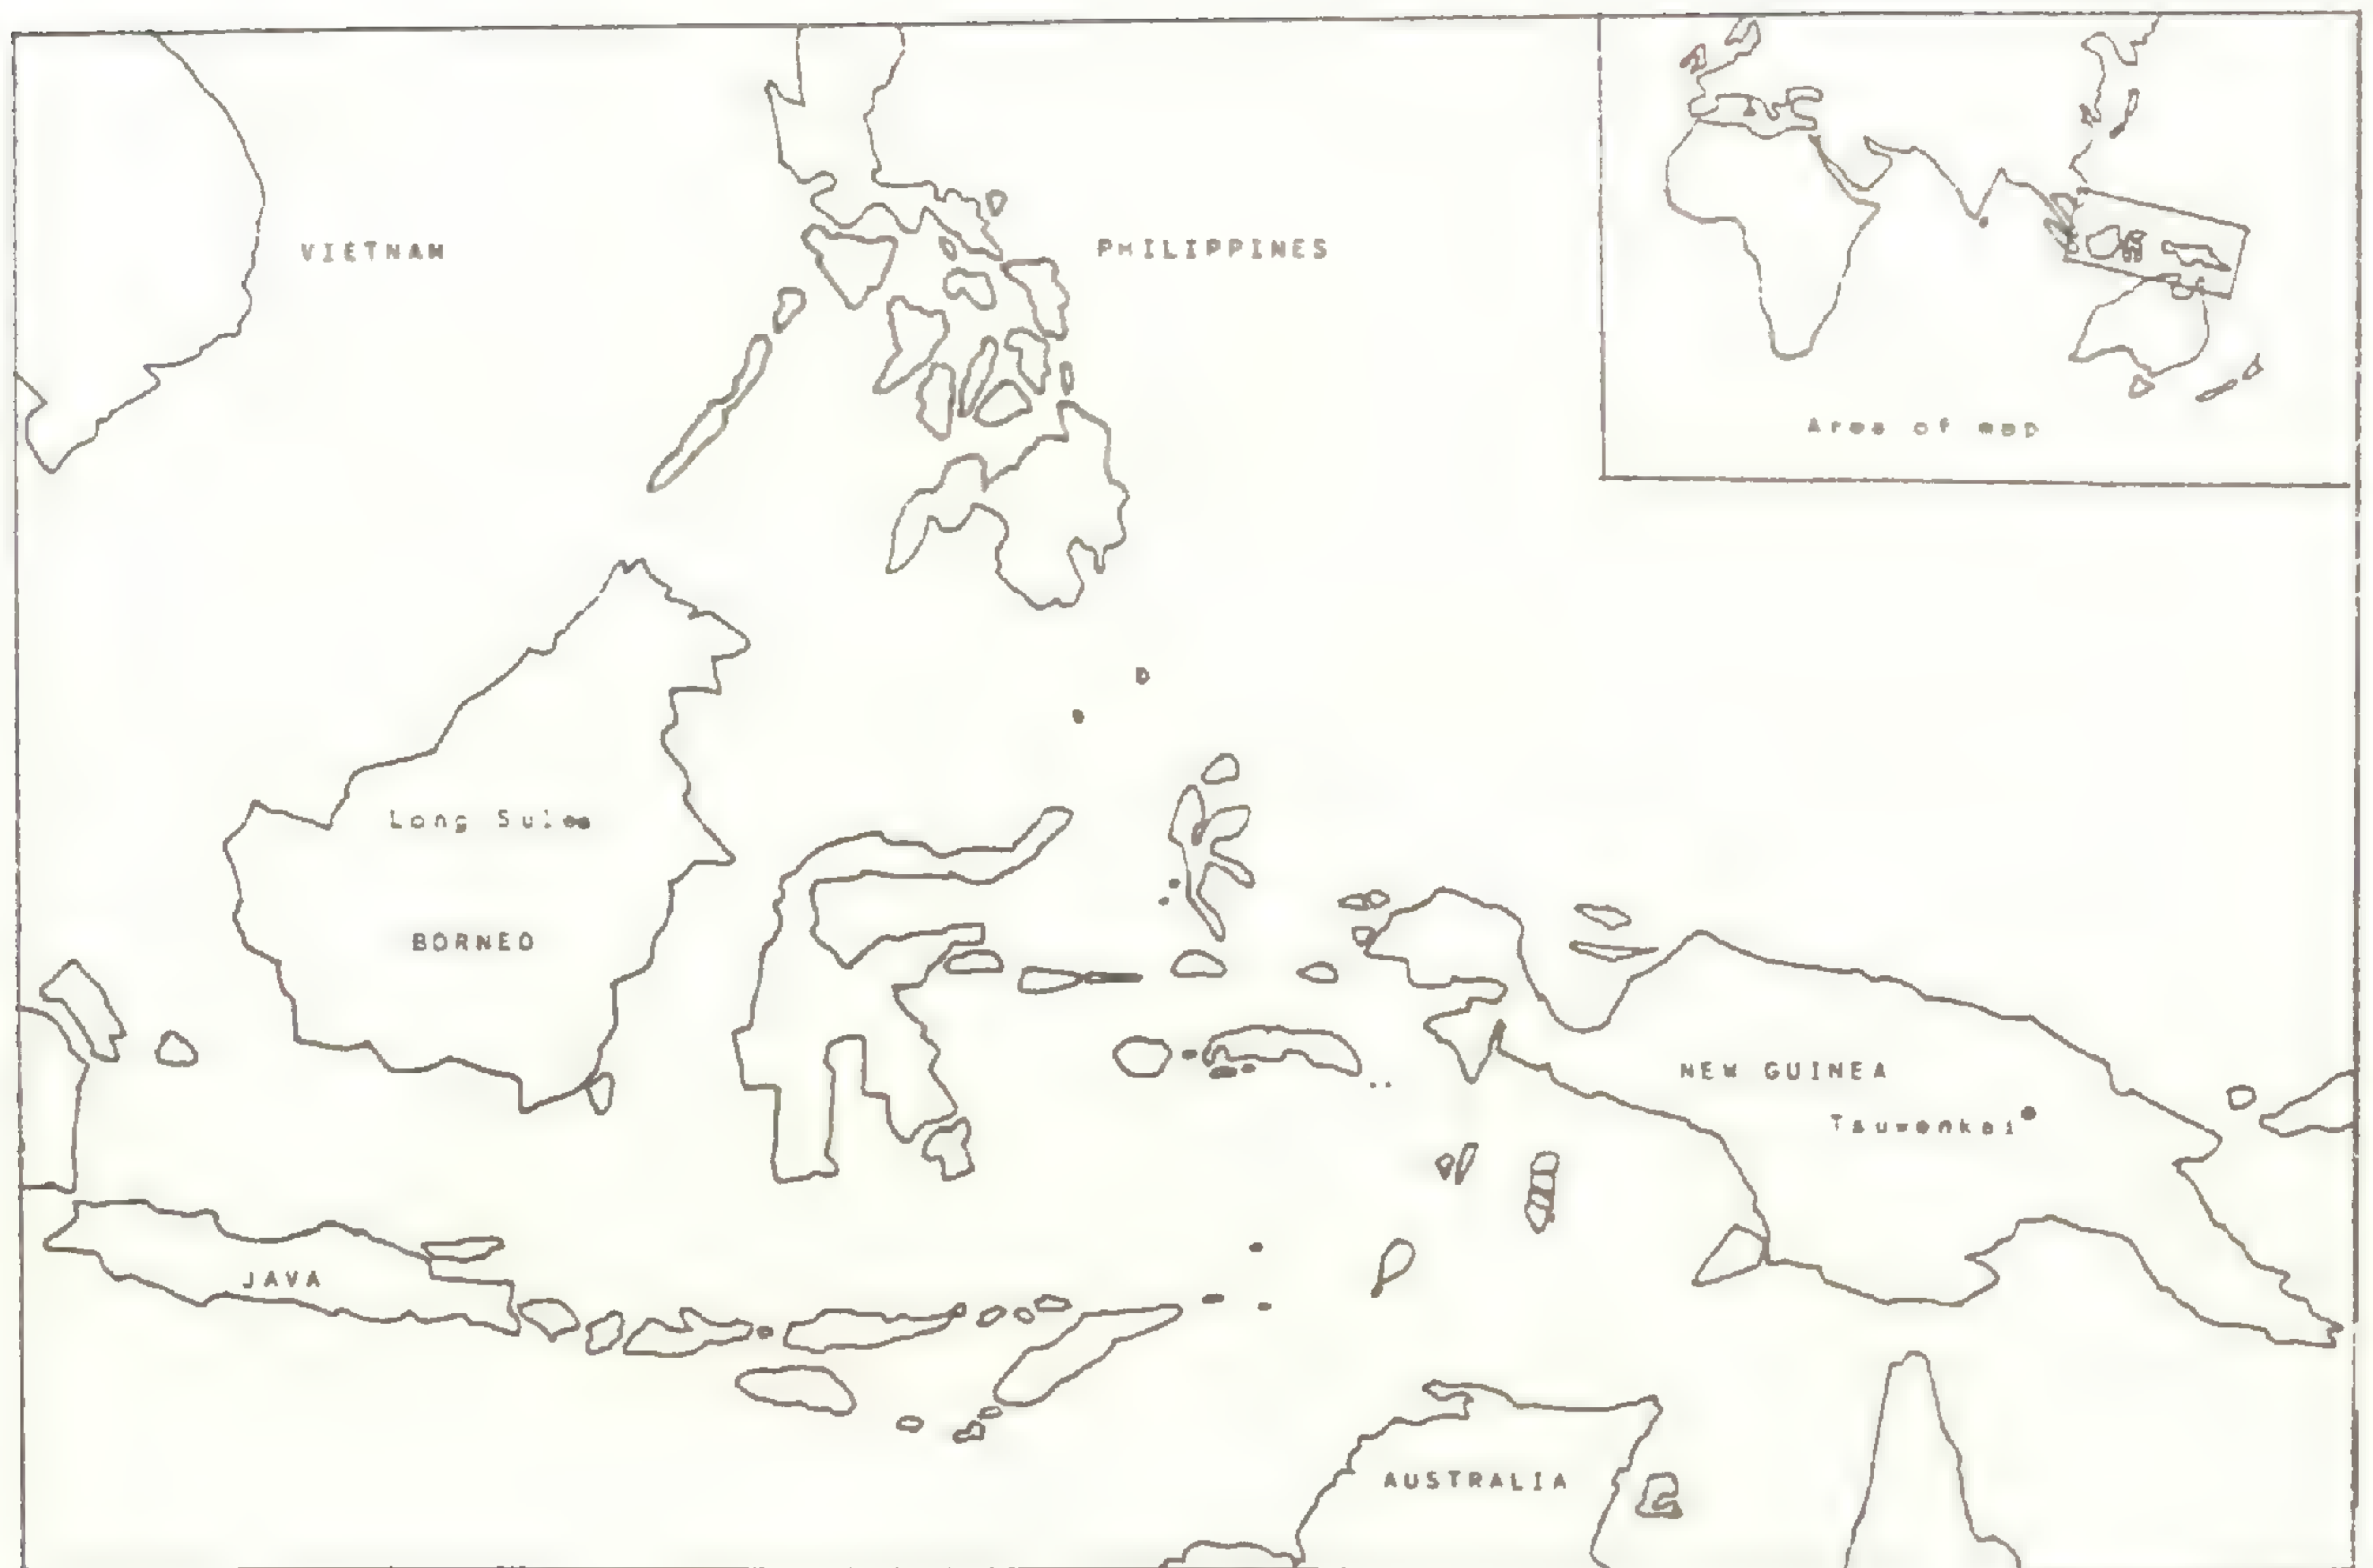 VIETNAM
PHILIPPINES
Area of map
Long Sule
BORNEO
NEW GUINEA
Tauwenkai
JAVA
AUSTRALIA